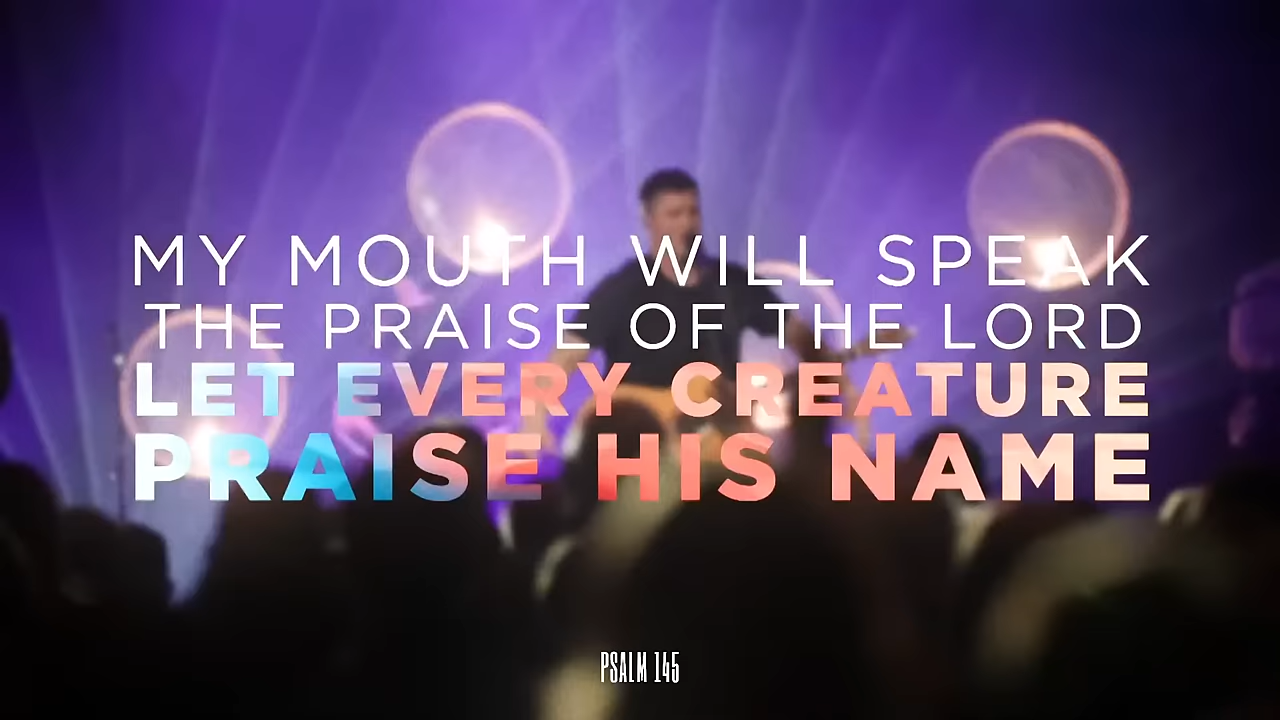 MY MOUTH WILL SPEAK
THE PRAISE OF THE LORD
LET EVERY CREATURE
PRAISE HIS NAME
PSALM 145